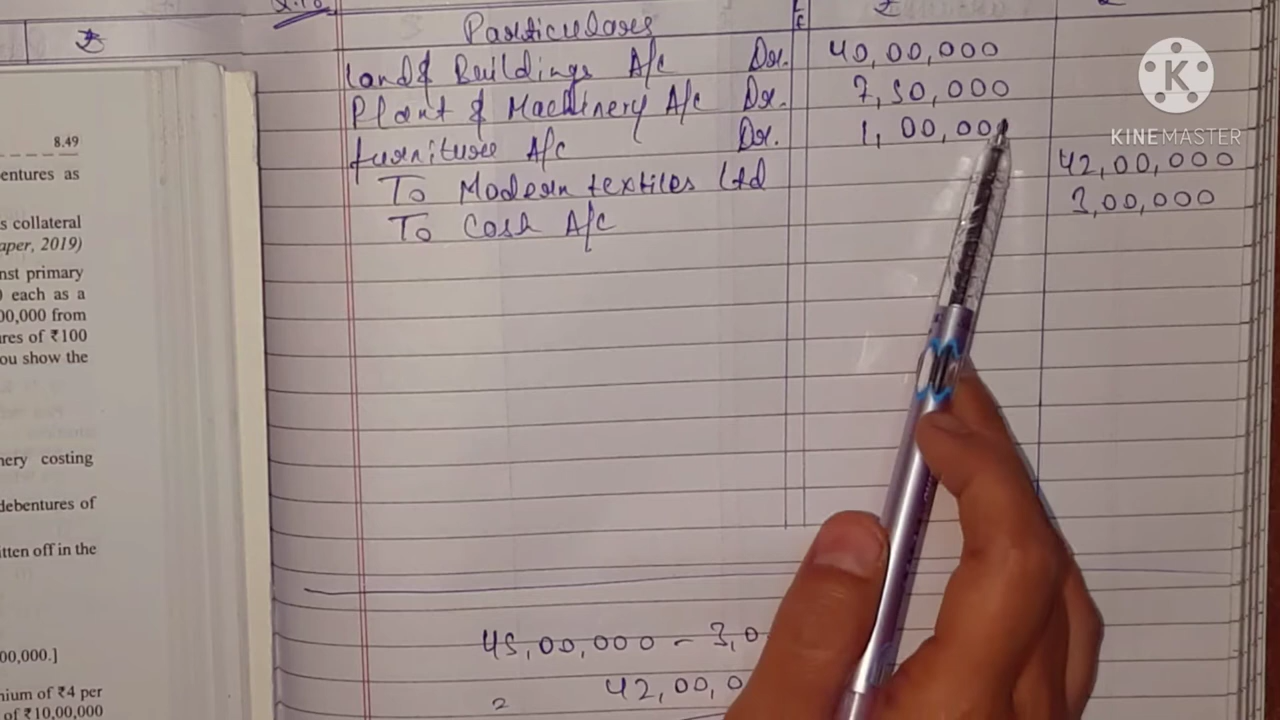 Particulars
₹
₹
Land & Buildings A/c Dr. 40,00,000
Plant & Machinery A/c Dr. 7,50,000
furniture A/c Dr. 1,00,000
To Modern textiles Ltd 42,00,000
To Cash A/c 3,00,000
45,00,000 - 3,0
42,00,0
8.49
entures as
s collateral
aper, 2019)
nst primary
) each as a
00,000 from
ures of ₹100
ou show the
nery costing
debentures of
itten off in the
00,000.]
nium of ₹4 per
of ₹10,00,000
K
KINEMASTER